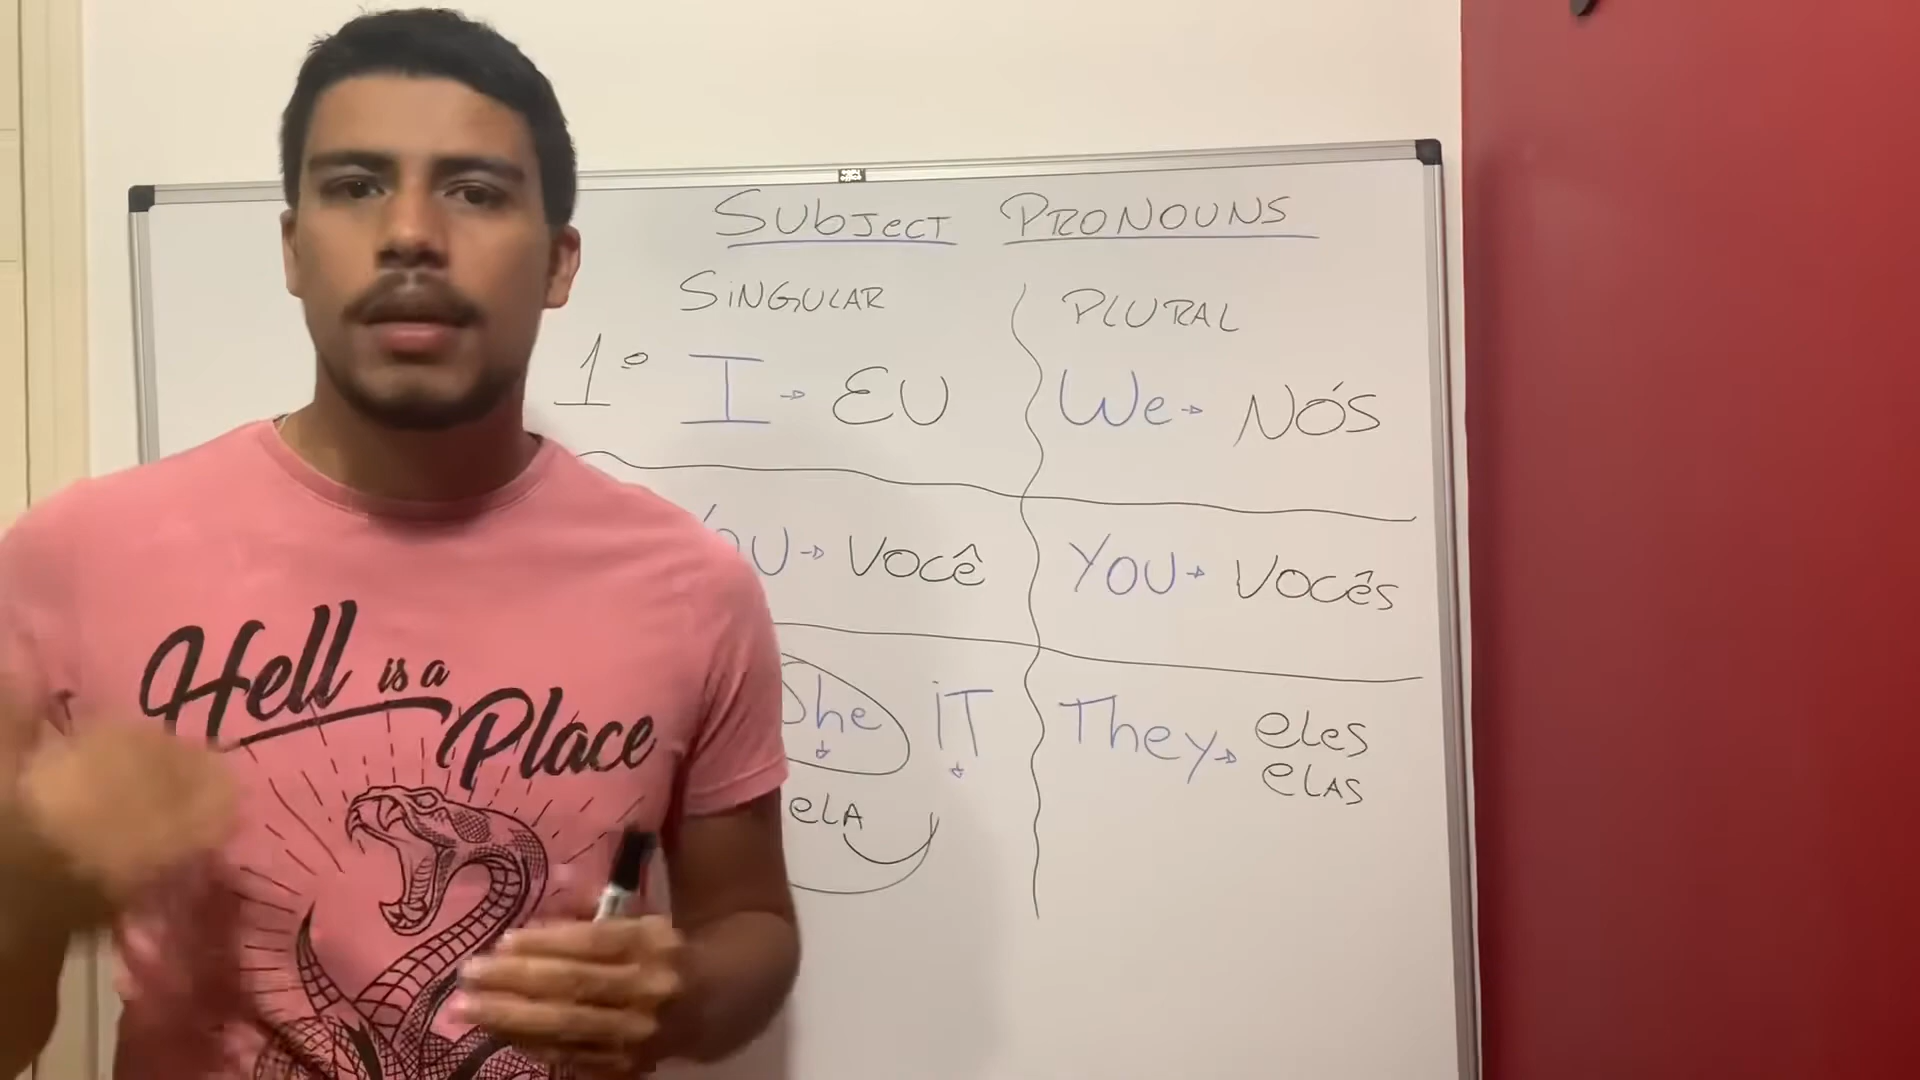 SUbJecT PRONOUNS
SiNGULAR PLURAL
1º I → EU We → NÓS
→ VOCÊ YOU → VOCÊS
She iT They → eLes
eLAS
eLA
Hell is a
Place